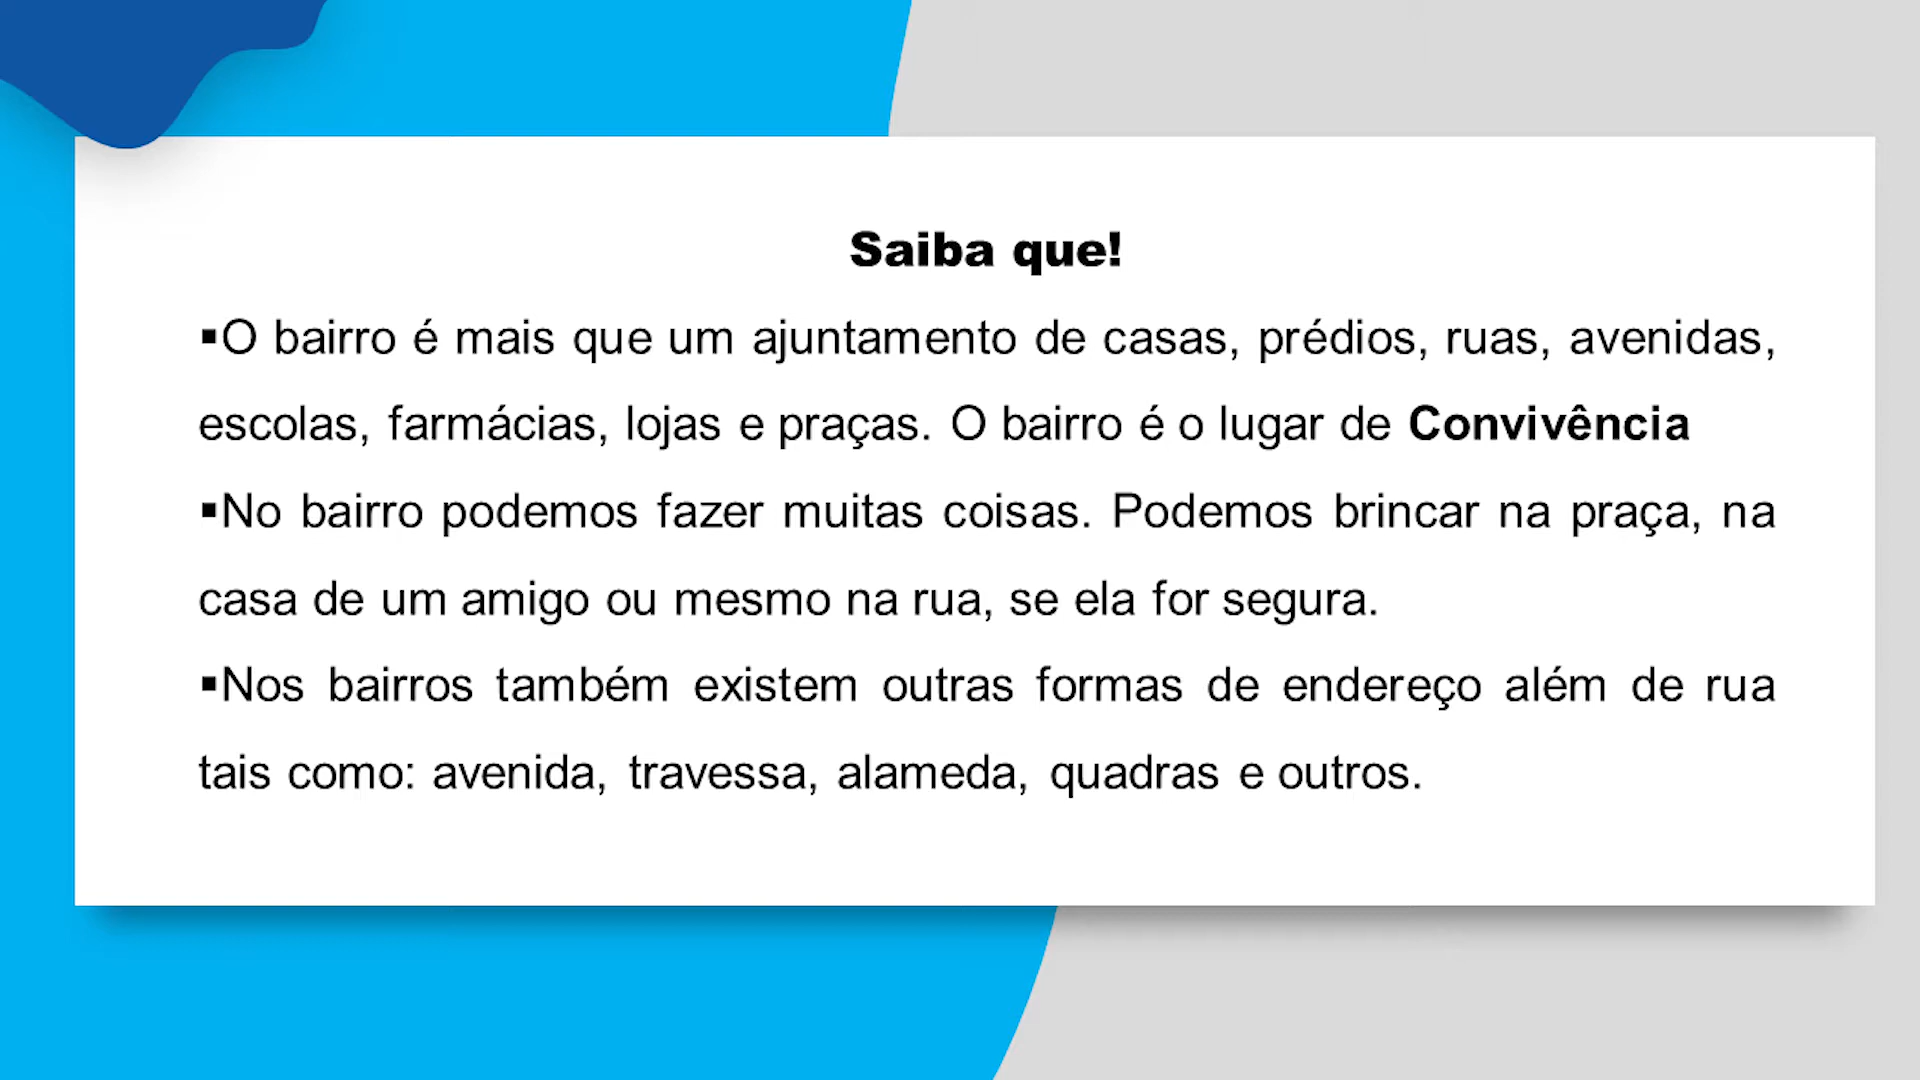 Saiba que!
▪O bairro é mais que um ajuntamento de casas, prédios, ruas, avenidas,
escolas, farmácias, lojas e praças. O bairro é o lugar de Convivência
▪No bairro podemos fazer muitas coisas. Podemos brincar na praça, na
casa de um amigo ou mesmo na rua, se ela for segura.
▪Nos bairros também existem outras formas de endereço além de rua
tais como: avenida, travessa, alameda, quadras e outros.